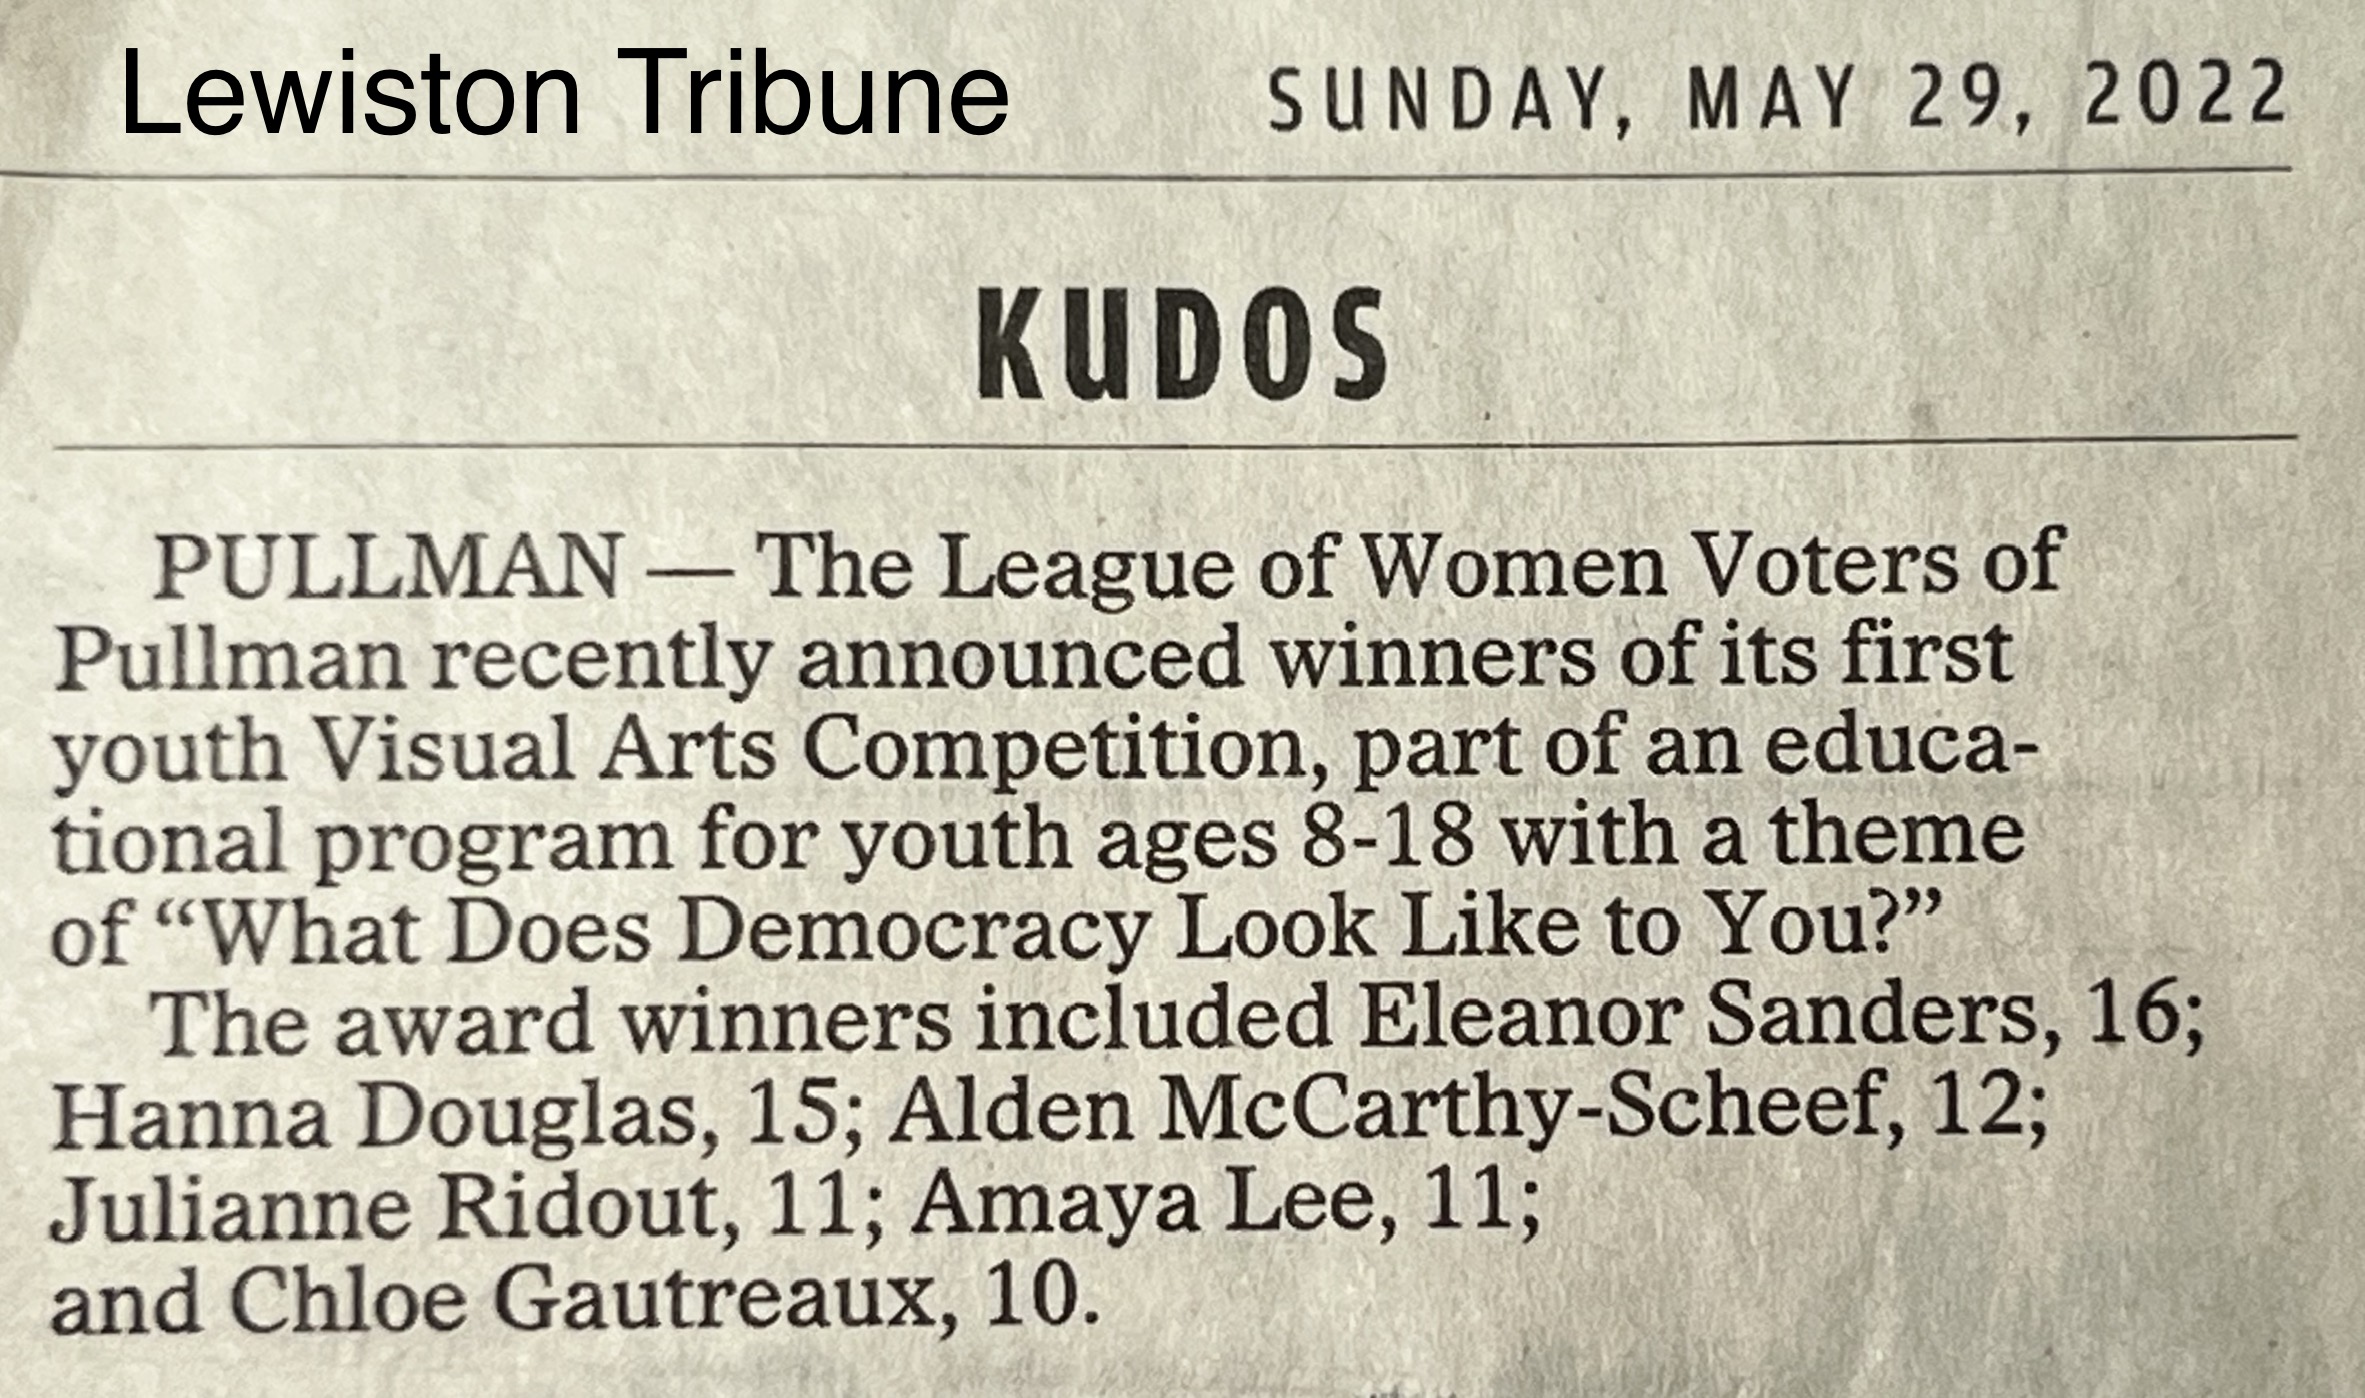 Lewiston Tribune SUNDAY, MAY 29, 2022
KUDOS
PULLMAN — The League of Women Voters of
Pullman recently announced winners of its first
youth Visual Arts Competition, part of an educa-
tional program for youth ages 8-18 with a theme
of “What Does Democracy Look Like to You?”
The award winners included Eleanor Sanders, 16;
Hanna Douglas, 15; Alden McCarthy-Scheef, 12;
Julianne Ridout, 11; Amaya Lee, 11;
and Chloe Gautreaux, 10.